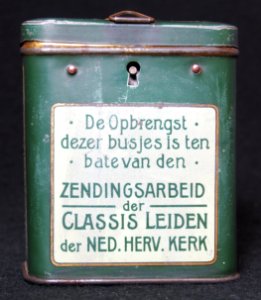 · De Opbrengst ·
dezer busjes is ten
· bate van den ·
ZENDINGSARBEID
der
CLASSIS LEIDEN
der NED. HERV. KERK